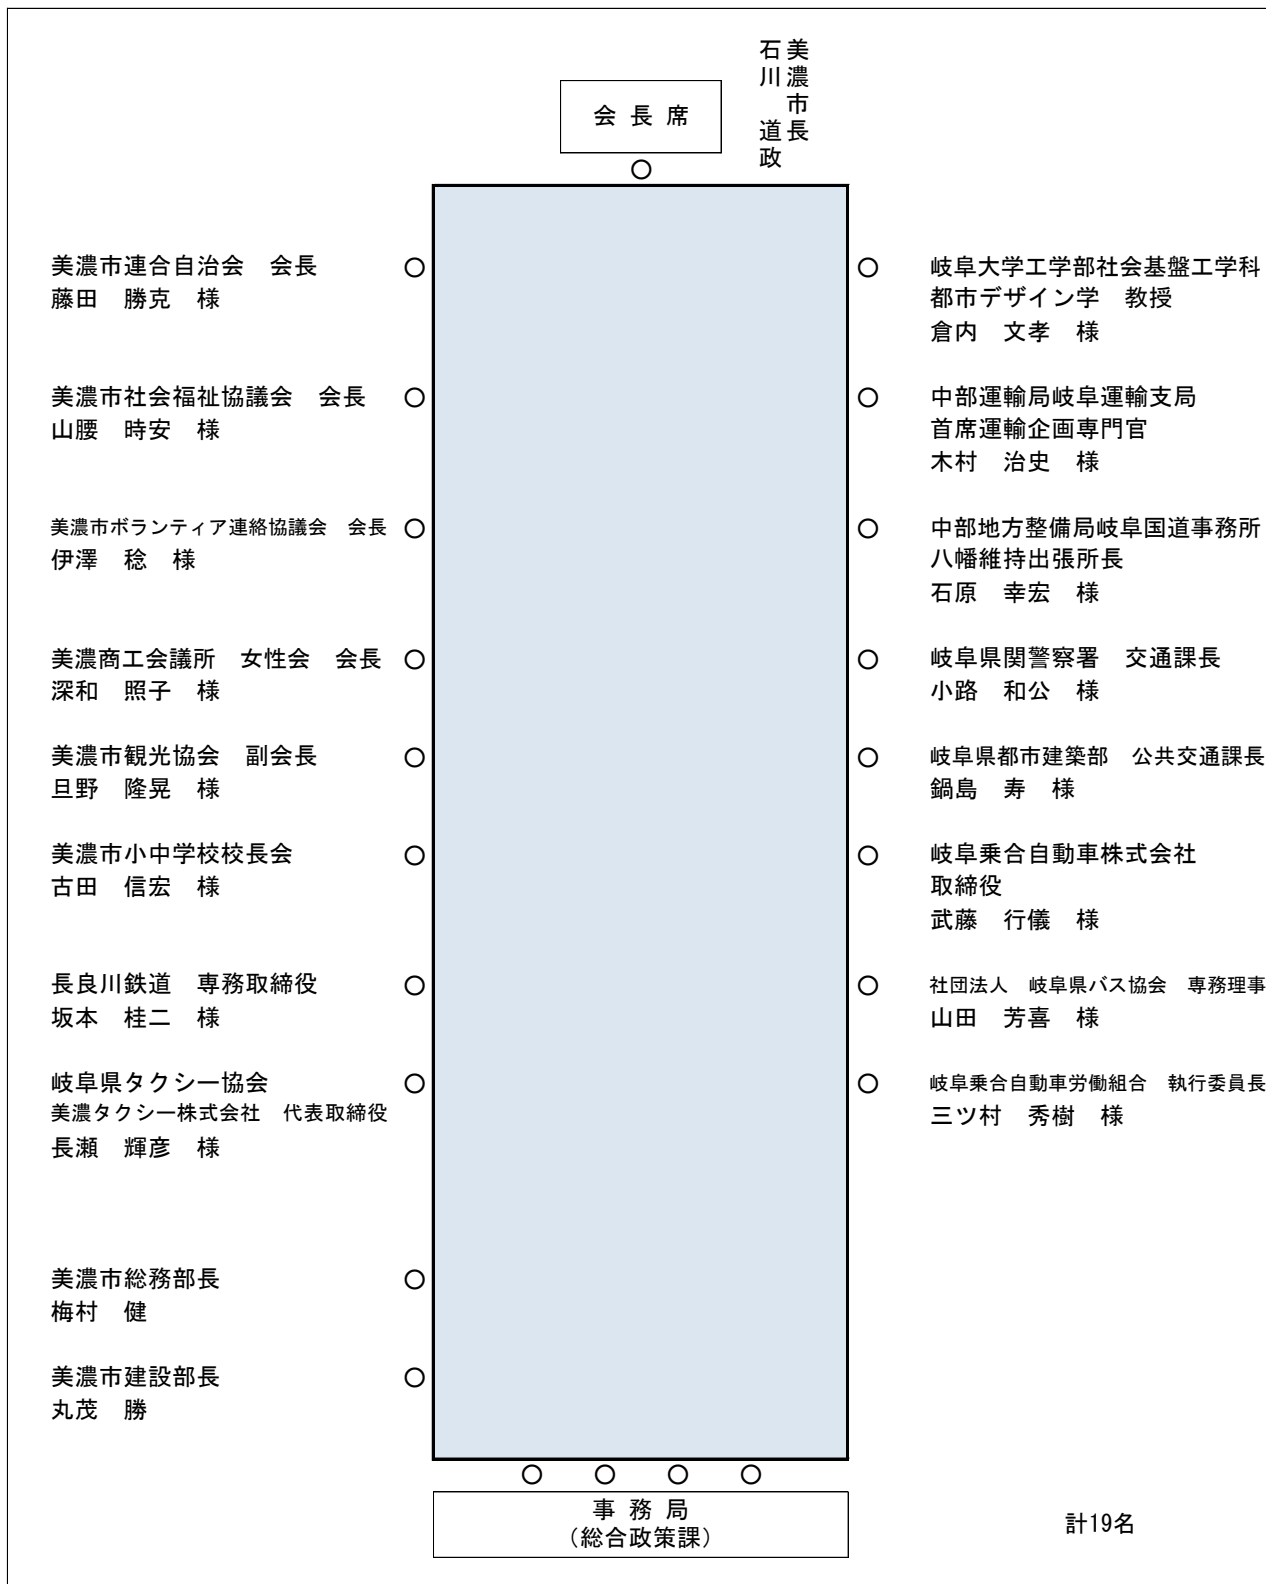 会長席
美濃市長
石川　道政
美濃市連合自治会　会長
藤田　勝克　様
美濃市社会福祉協議会　会長
山腰　時安　様
美濃市ボランティア連絡協議会　会長
伊澤　稔　様
美濃商工会議所　女性会　会長
深和　照子　様
美濃市観光協会　副会長
旦野　隆晃　様
美濃市小中学校校長会
古田　信宏　様
長良川鉄道　専務取締役
坂本　桂二　様
岐阜県タクシー協会
美濃タクシー株式会社　代表取締役
長瀬　輝彦　様
美濃市総務部長
梅村　健
美濃市建設部長
丸茂　勝
岐阜大学工学部社会基盤工学科
都市デザイン学　教授
倉内　文孝　様
中部運輸局岐阜運輸支局
首席運輸企画専門官
木村　治史　様
中部地方整備局岐阜国道事務所
八幡維持出張所長
石原　幸宏　様
岐阜県関警察署　交通課長
小路　和公　様
岐阜県都市建築部　公共交通課長
鍋島　寿　様
岐阜乗合自動車株式会社
取締役
武藤　行儀　様
社団法人　岐阜県バス協会　専務理事
山田　芳喜　様
岐阜乗合自動車労働組合　執行委員長
三ツ村　秀樹　様
事務局
（総合政策課）
計19名